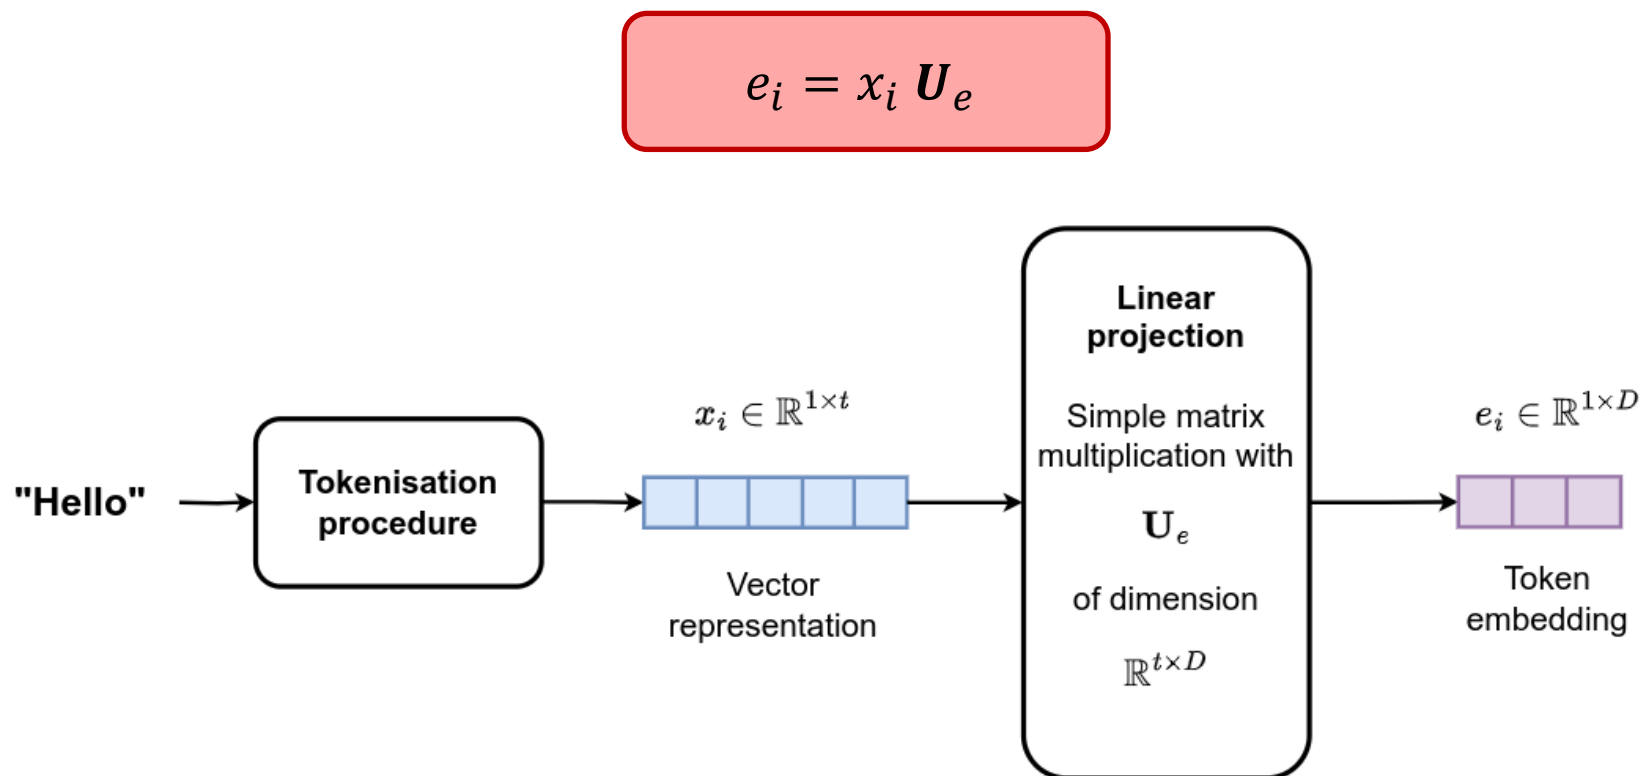 e_i = x_i U_e
"Hello"
Tokenisation
procedure
x_i ∈ ℝ^{1×t}
Vector
representation
Linear
projection
Simple matrix
multiplication with
U_e
of dimension
ℝ^{t×D}
e_i ∈ ℝ^{1×D}
Token
embedding